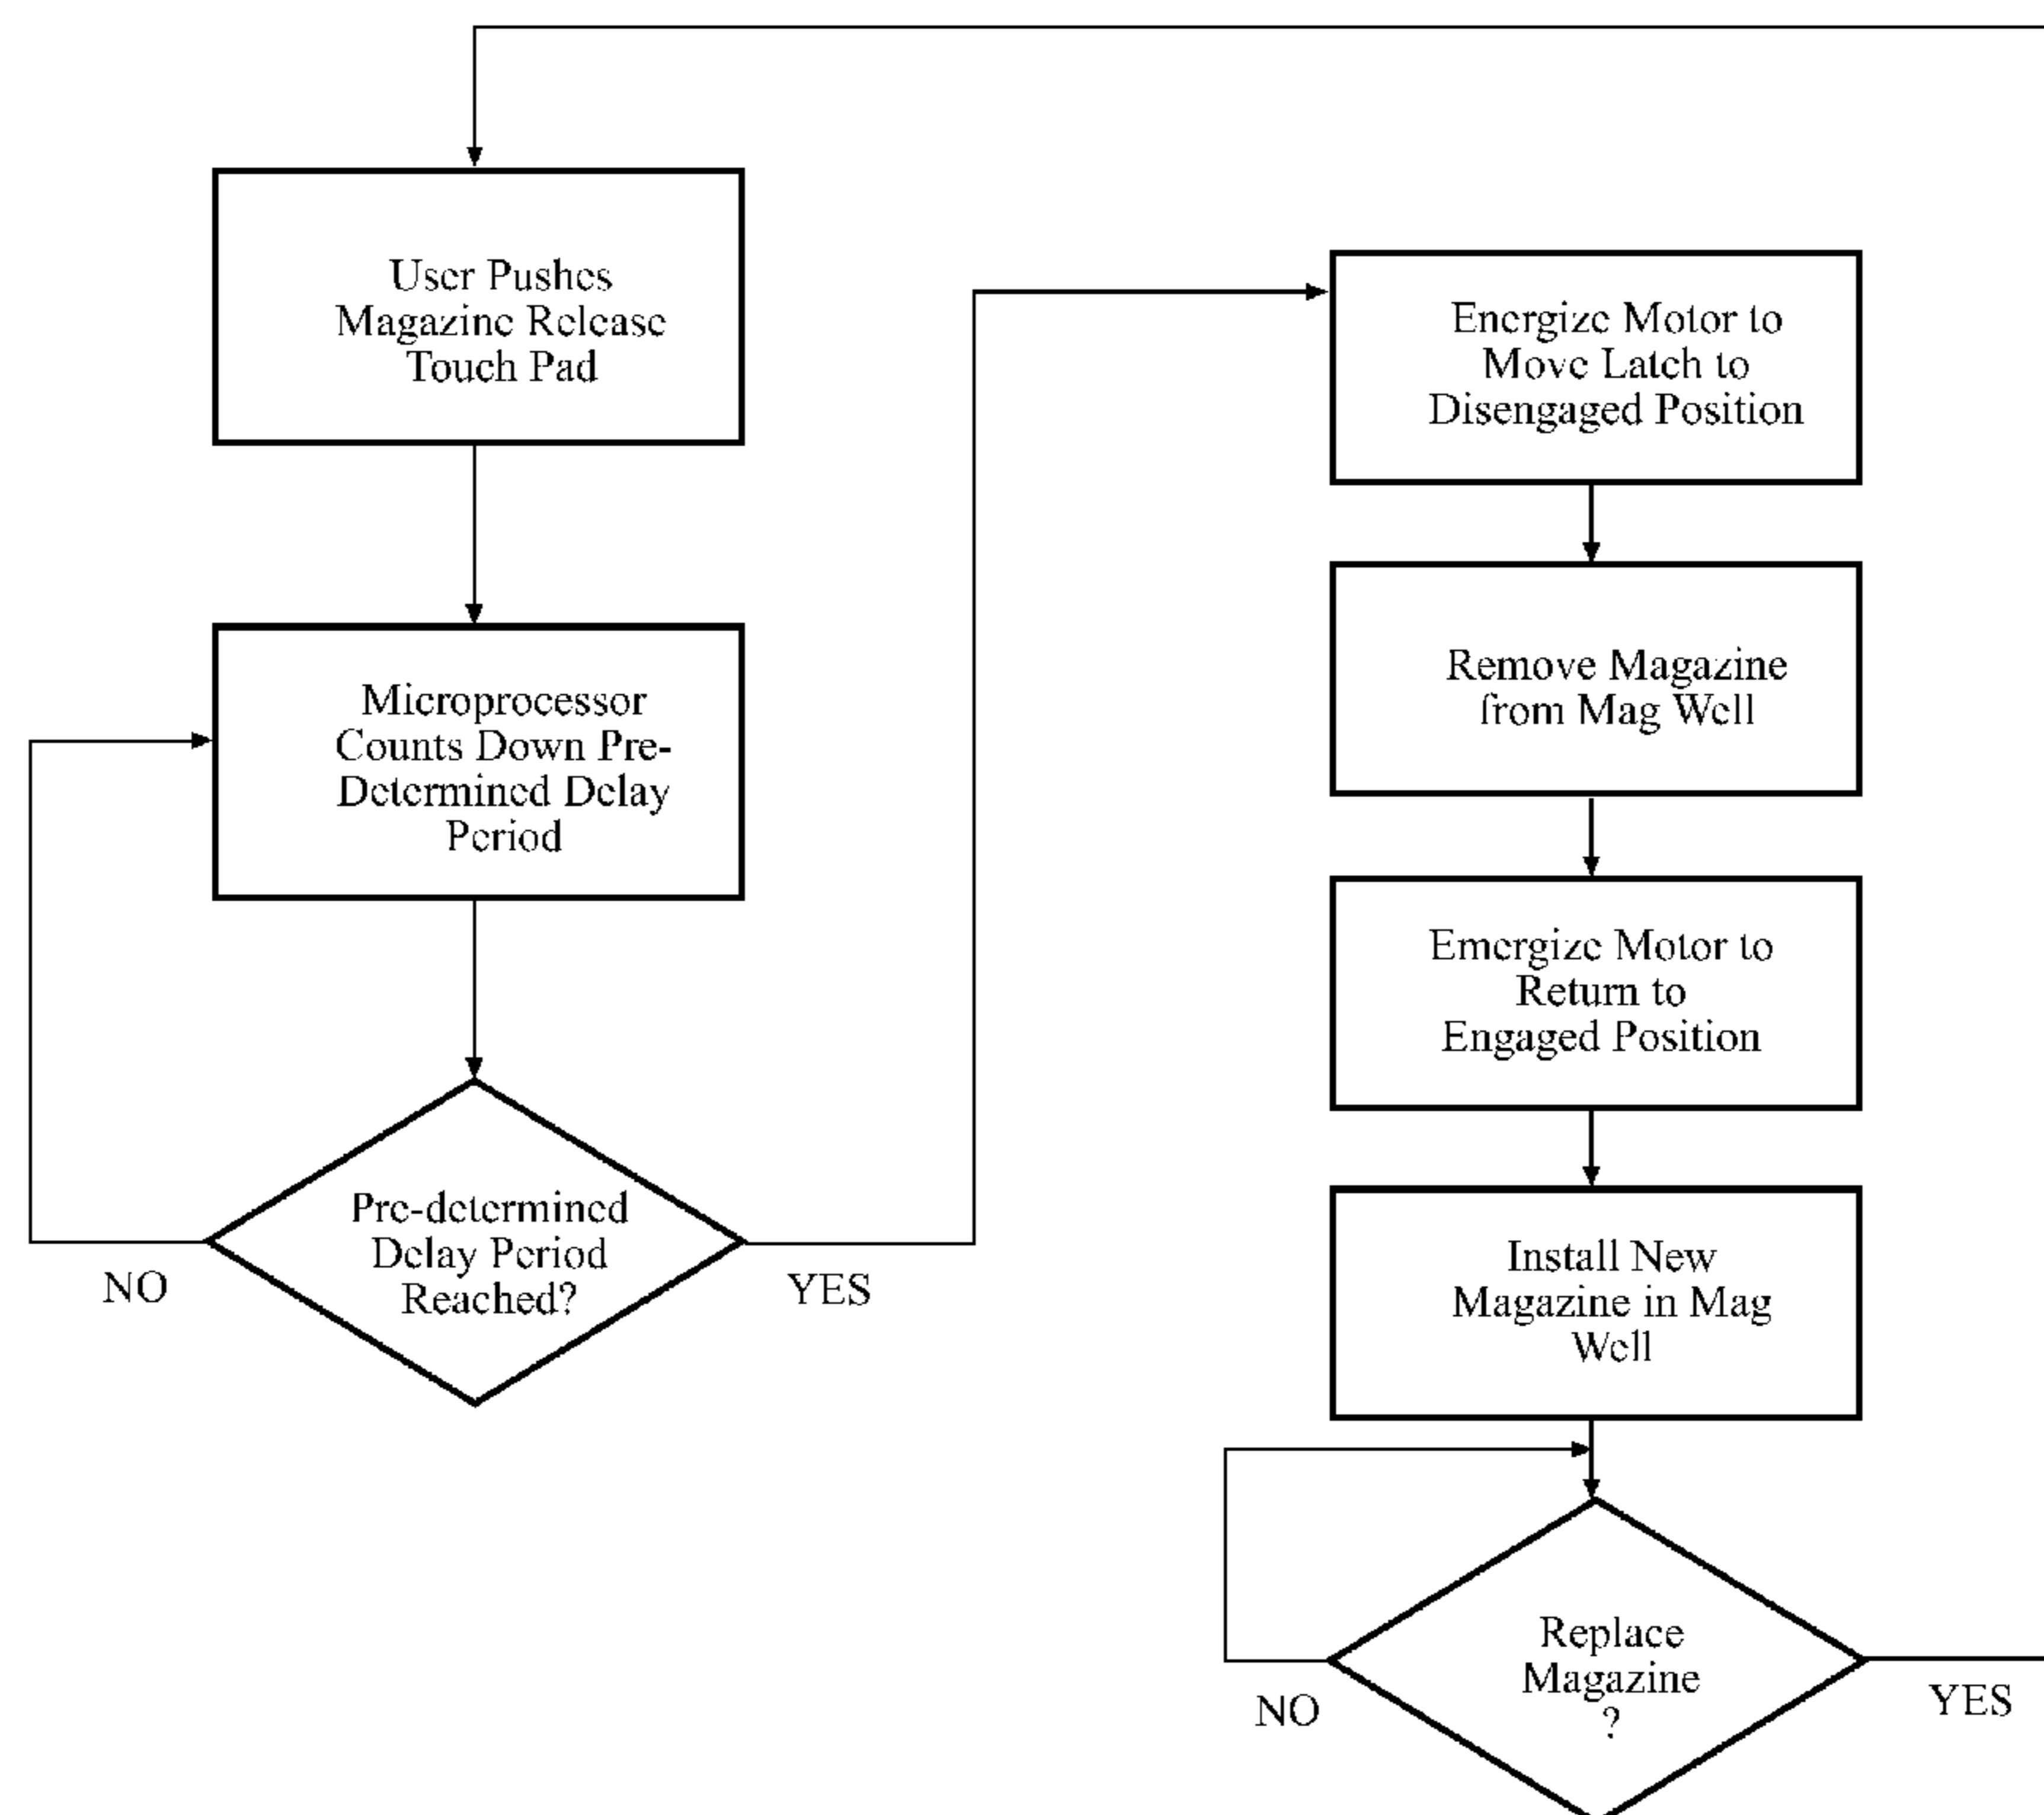 User Pushes
Magazine Release
Touch Pad
Microprocessor
Counts Down Pre-
Determined Delay
Period
Pre-determined
Delay Period
Reached?
NO
YES
Energize Motor to
Move Latch to
Disengaged Position
Remove Magazine
from Mag Well
Emergize Motor to
Return to
Engaged Position
Install New
Magazine in Mag
Well
Replace
Magazine
?
NO
YES